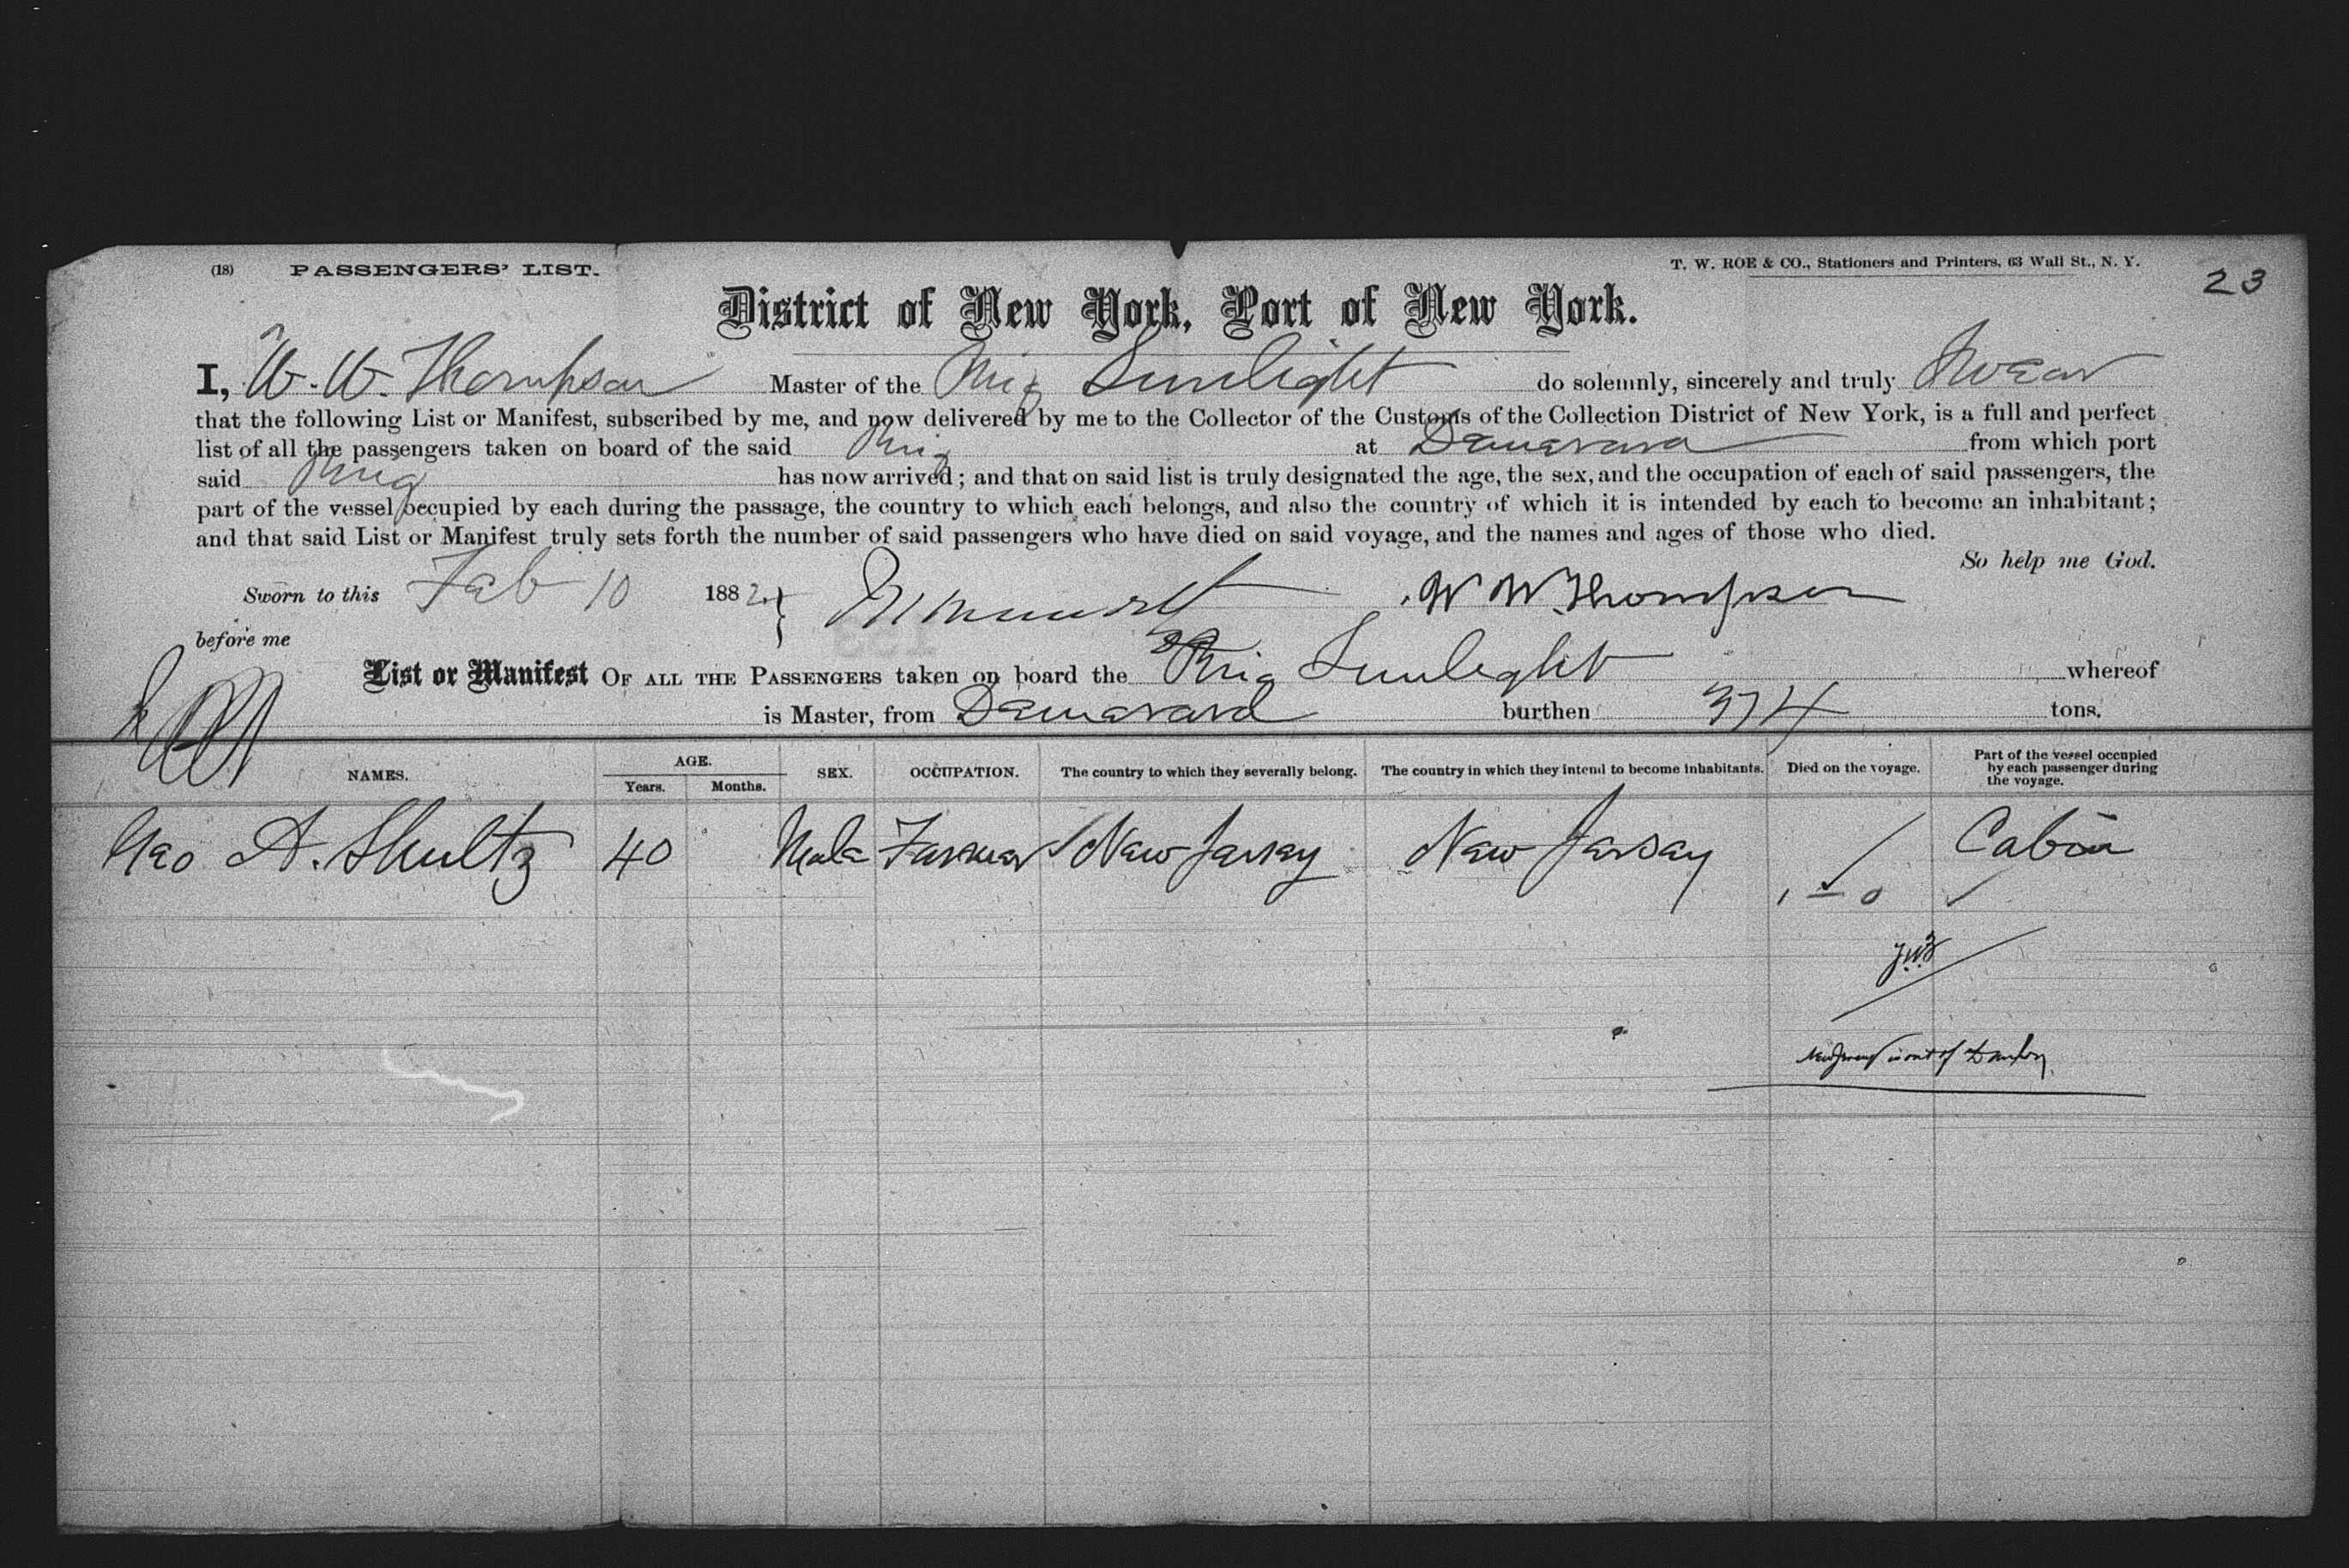 (18) PASSENGERS' LIST. T. W. ROE & CO., Stationers and Printers, 63 Wall St., N. Y.
23
District of New York, Port of New York.
I, W. W. Thompson Master of the Brig Sunlight do solemnly, sincerely and truly Swear
that the following List or Manifest, subscribed by me, and now delivered by me to the Collector of the Customs of the Collection District of New York, is a full and perfect
list of all the passengers taken on board of the said Brig at Demarara from which port
said Brig has now arrived; and that on said list is truly designated the age, the sex, and the occupation of each of said passengers, the
part of the vessel occupied by each during the passage, the country to which each belongs, and also the country of which it is intended by each to become an inhabitant;
and that said List or Manifest truly sets forth the number of said passengers who have died on said voyage, and the names and ages of those who died.
So help me God.
Sworn to this Feb 10 1882. W W Thompson
before me
List or Manifest OF ALL THE PASSENGERS taken on board the Brig Sunlight whereof
is Master, from Demarara burthen 374 tons.
NAMES. AGE. Years. Months. SEX. OCCUPATION. The country to which they severally belong. The country in which they intend to become inhabitants. Died on the voyage. Part of the vessel occupied by each passenger during the voyage.
Geo A. Shultz 40 Male Farmer New Jersey New Jersey Cabin
1 – 0